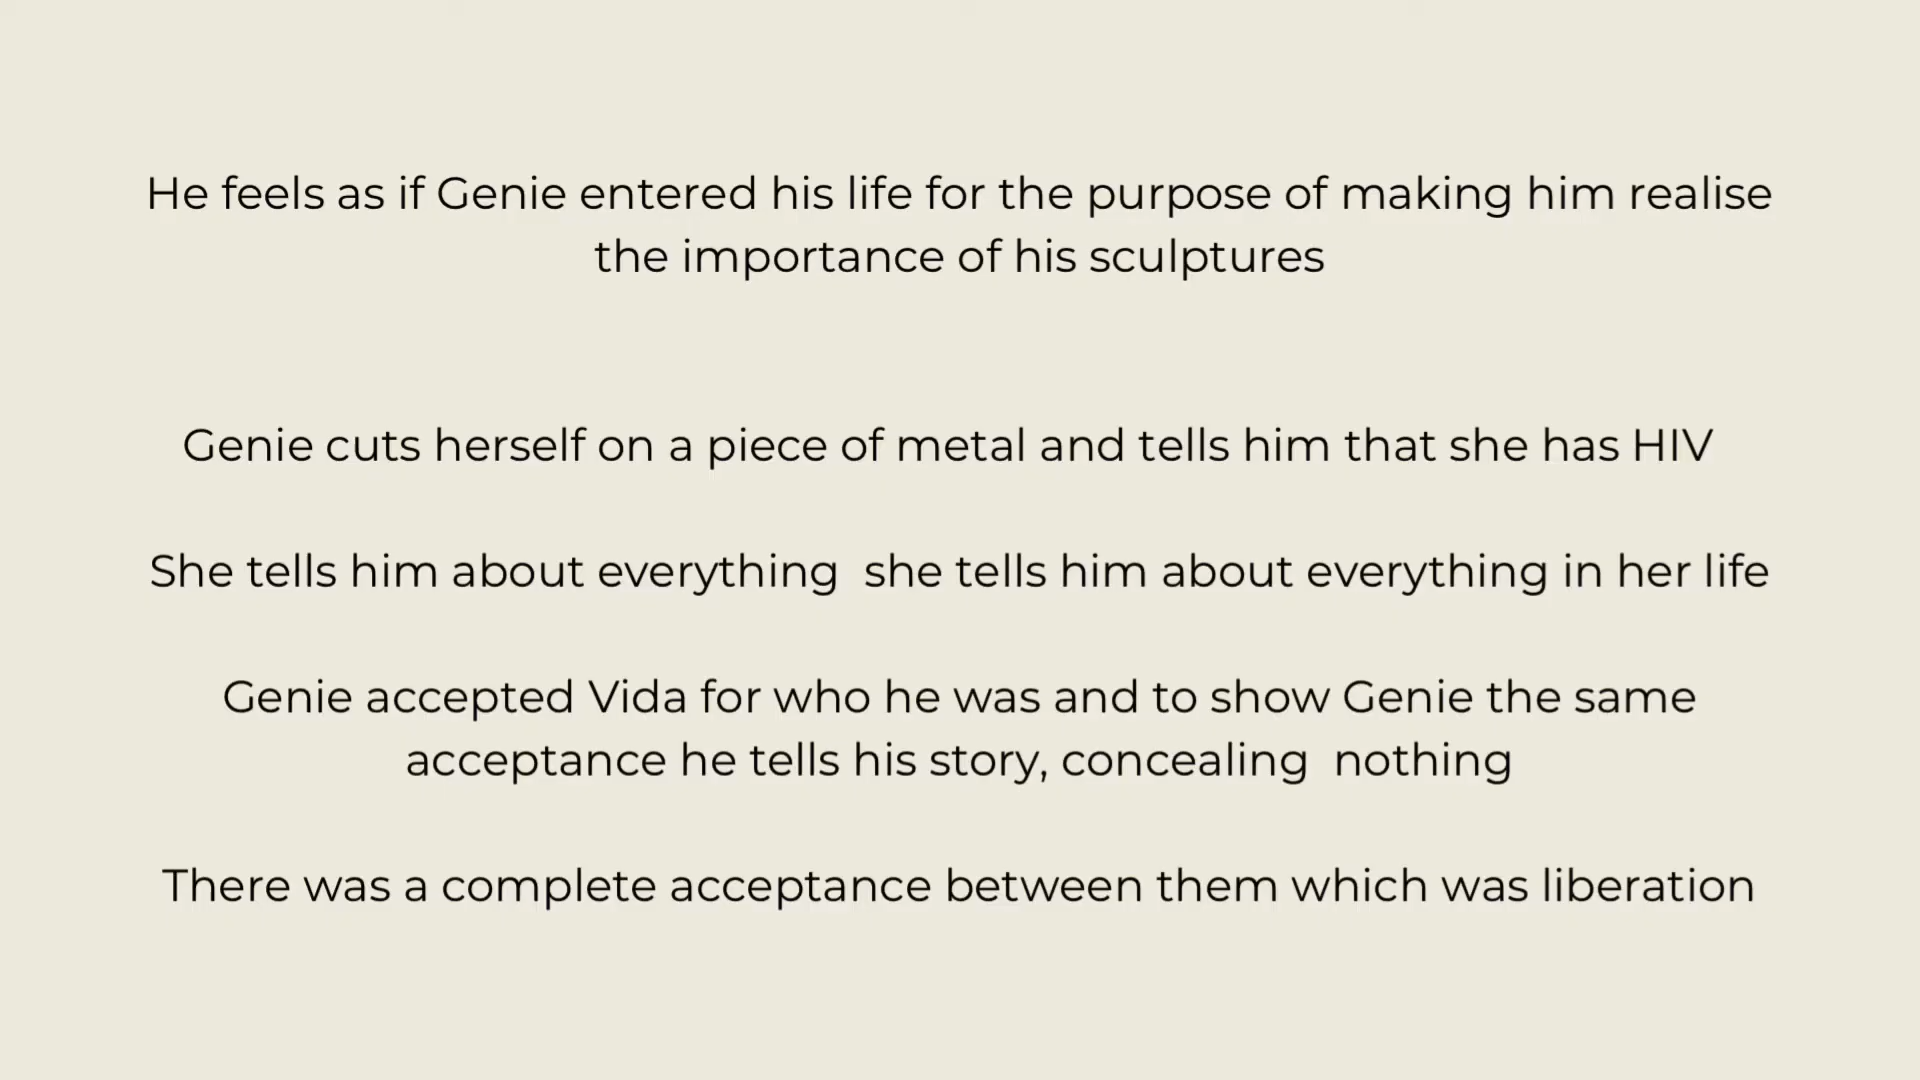 He feels as if Genie entered his life for the purpose of making him realise
the importance of his sculptures
Genie cuts herself on a piece of metal and tells him that she has HIV
She tells him about everything  she tells him about everything in her life
Genie accepted Vida for who he was and to show Genie the same
acceptance he tells his story, concealing  nothing
There was a complete acceptance between them which was liberation